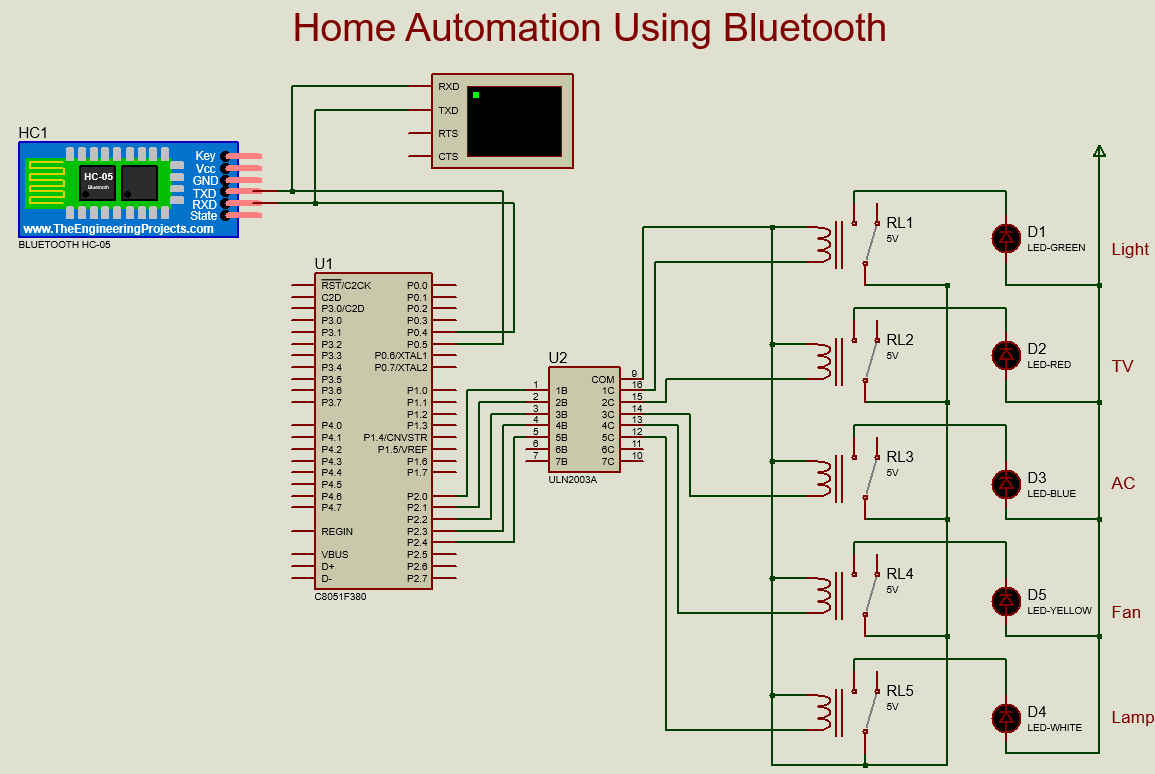 Home Automation Using Bluetooth
RXD
TXD
RTS
CTS
HC1
HC-05
Bluetooth
Key
Vcc
GND
TXD
RXD
State
www.TheEngineeringProjects.com
BLUETOOTH HC-05
U1
RST/C2CK
C2D
P3.0/C2D
P3.0
P3.1
P3.2
P3.3
P3.4
P3.5
P3.6
P3.7
P4.0
P4.1
P4.2
P4.3
P4.4
P4.5
P4.6
P4.7
REGIN
VBUS
D+
D-
P0.0
P0.1
P0.2
P0.3
P0.4
P0.5
P0.6/XTAL1
P0.7/XTAL2
P1.0
P1.1
P1.2
P1.3
P1.4/CNVSTR
P1.5/VREF
P1.6
P1.7
P2.0
P2.1
P2.2
P2.3
P2.4
P2.5
P2.6
P2.7
C8051F380
U2
COM 9
1 1B 1C 16
2 2B 2C 15
3 3B 3C 14
4 4B 4C 13
5 5B 5C 12
6 6B 6C 11
7 7B 7C 10
ULN2003A
RL1
5V
D1
LED-GREEN
Light
RL2
5V
D2
LED-RED
TV
RL3
5V
D3
LED-BLUE
AC
RL4
5V
D5
LED-YELLOW
Fan
RL5
5V
D4
LED-WHITE
Lamp